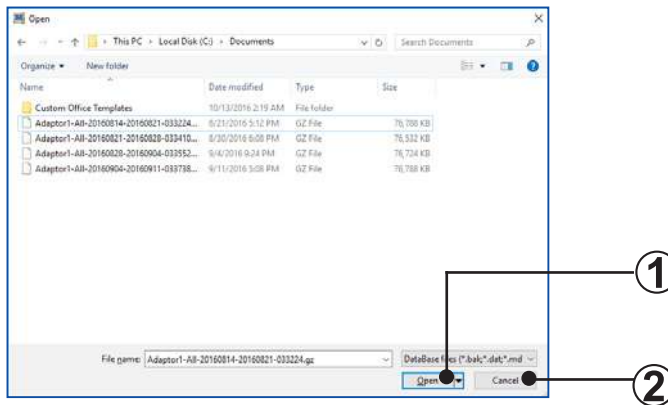 Open
This PC > Local Disk (C:) > Documents
Search Documents
Organize
New folder
Name
Date modified
Type
Size
Custom Office Templates 10/13/2016 2:19 AM File folder
Adaptor1-All-20160814-20160821-033224... 8/21/2016 5:12 PM GZ File 76,788 KB
Adaptor1-All-20160821-20160828-033410... 8/30/2016 6:08 PM GZ File 76,532 KB
Adaptor1-All-20160828-20160904-033552... 9/4/2016 9:24 PM GZ File 76,724 KB
Adaptor1-All-20160904-20160911-033738... 9/11/2016 5:08 PM GZ File 76,788 KB
1
File name: Adaptor1-All-20160814-20160821-033224.gz DataBase files (*.bak;*.dat;*.md
Open Cancel
2